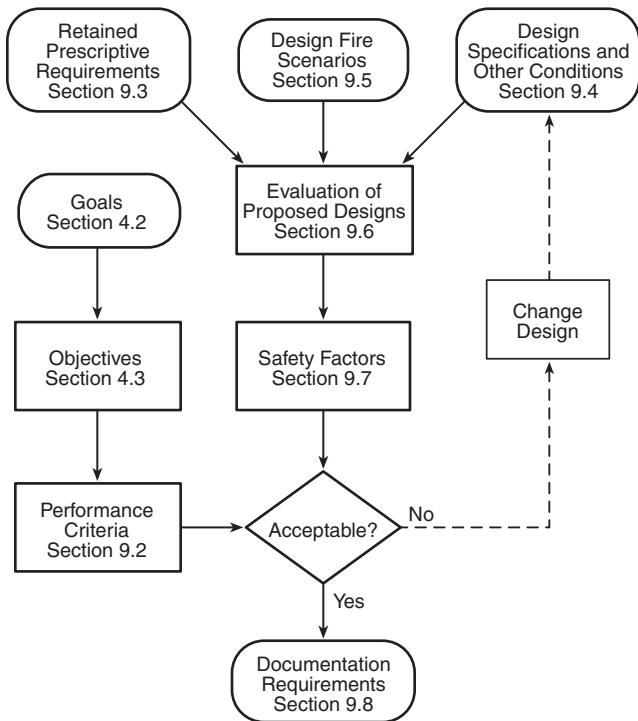 Retained
Prescriptive
Requirements
Section 9.3
Design Fire
Scenarios
Section 9.5
Design
Specifications and
Other Conditions
Section 9.4
Goals
Section 4.2
Evaluation of
Proposed Designs
Section 9.6
Change
Design
Objectives
Section 4.3
Safety Factors
Section 9.7
Performance
Criteria
Section 9.2
Acceptable?
No
Yes
Documentation
Requirements
Section 9.8